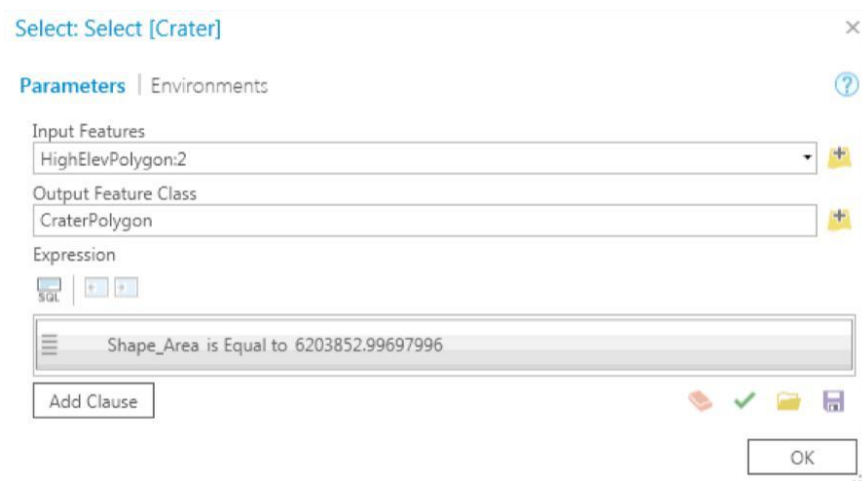 Select: Select [Crater]
Parameters | Environments
Input Features
HighElevPolygon:2
Output Feature Class
CraterPolygon
Expression
SQL
Shape_Area is Equal to 6203852.99697996
Add Clause
OK